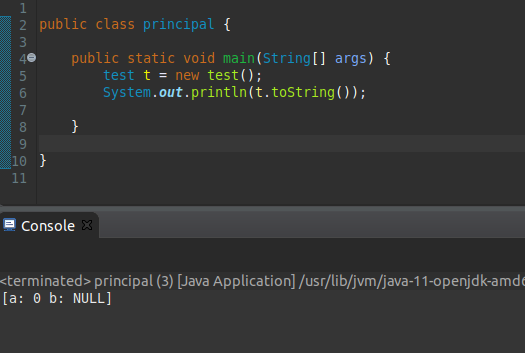 1
2 public class principal {
3
4 public static void main(String[] args) {
5 test t = new test();
6 System.out.println(t.toString());
7
8 }
9
10 }
11
Console
<terminated> principal (3) [Java Application] /usr/lib/jvm/java-11-openjdk-amd6
[a: 0 b: NULL]